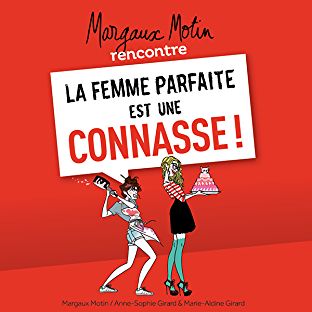 Margaux Motin
rencontre
LA FEMME PARFAITE
EST UNE
CONNASSE !
Margaux Motin / Anne-Sophie Girard & Marie-Aldine Girard